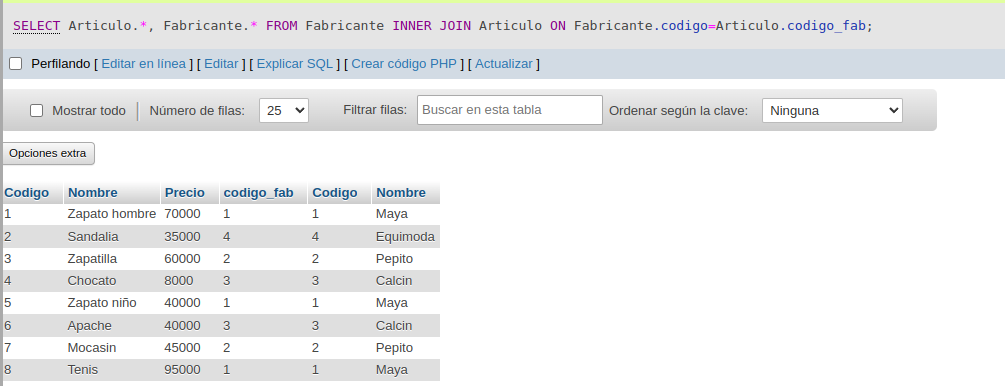 SELECT Articulo.*, Fabricante.* FROM Fabricante INNER JOIN Articulo ON Fabricante.codigo=Articulo.codigo_fab;
Perfilando [ Editar en línea ] [ Editar ] [ Explicar SQL ] [ Crear código PHP ] [ Actualizar ]
Mostrar todo Número de filas: 25 Filtrar filas: Buscar en esta tabla Ordenar según la clave: Ninguna
Opciones extra
Codigo Nombre Precio codigo_fab Codigo Nombre
1 Zapato hombre 70000 1 1 Maya
2 Sandalia 35000 4 4 Equimoda
3 Zapatilla 60000 2 2 Pepito
4 Chocato 8000 3 3 Calcin
5 Zapato niño 40000 1 1 Maya
6 Apache 40000 3 3 Calcin
7 Mocasin 45000 2 2 Pepito
8 Tenis 95000 1 1 Maya